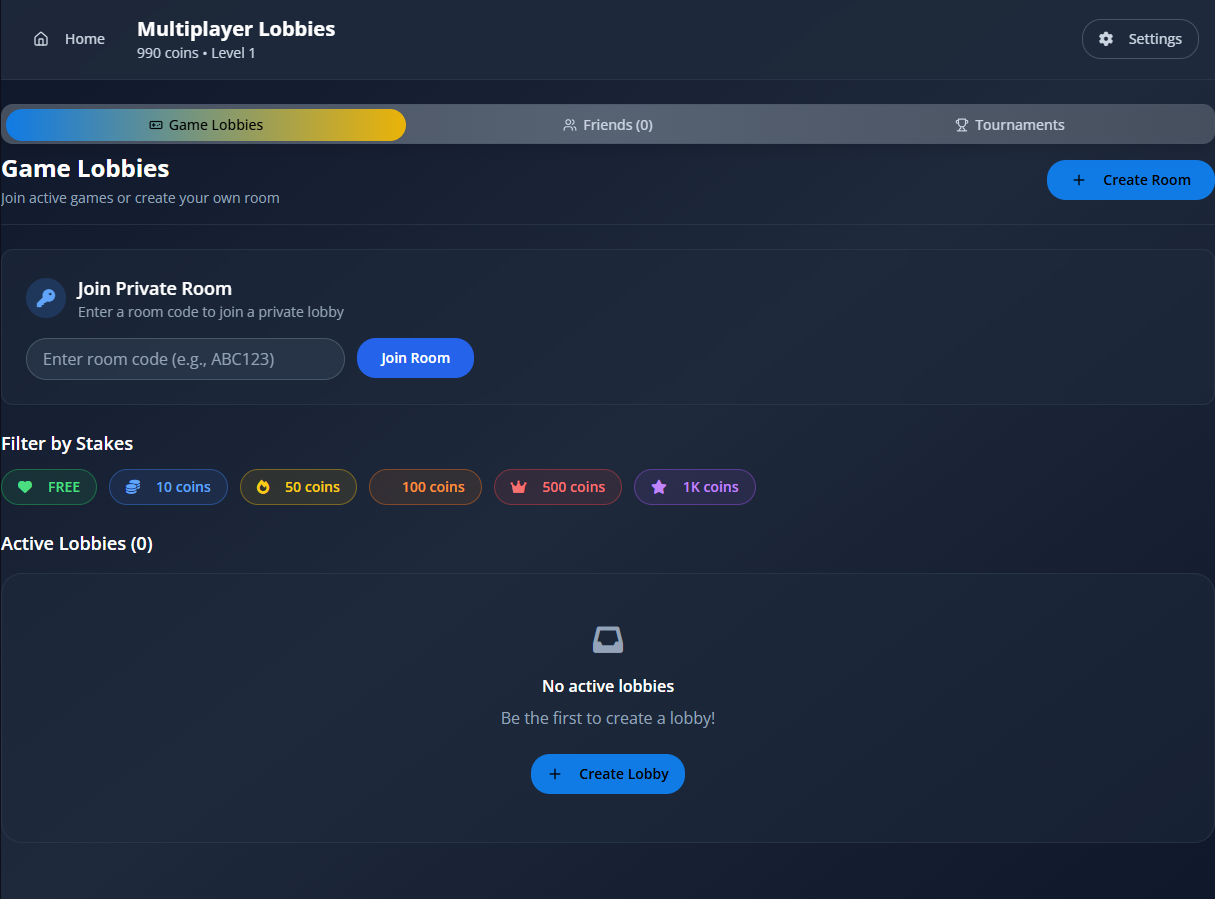 Home
Multiplayer Lobbies
990 coins • Level 1
Settings
Game Lobbies
Friends (0)
Tournaments
Game Lobbies
Join active games or create your own room
Create Room
Join Private Room
Enter a room code to join a private lobby
Enter room code (e.g., ABC123)
Join Room
Filter by Stakes
FREE
10 coins
50 coins
100 coins
500 coins
1K coins
Active Lobbies (0)
No active lobbies
Be the first to create a lobby!
Create Lobby